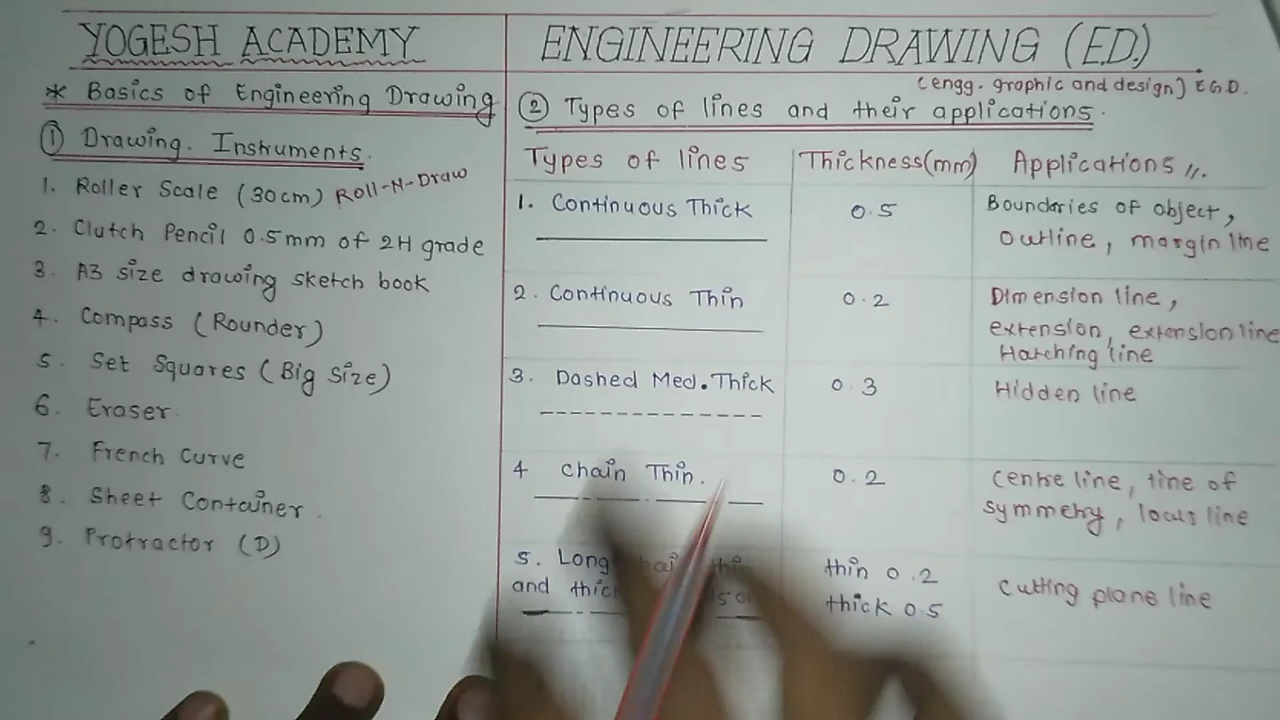 YOGESH ACADEMY
* Basics of Engineering Drawing
① Drawing. Instruments.
1. Roller Scale (30cm) Roll-N-Draw
2. Clutch Pencil 0.5mm of 2H grade
3. A3 size drawing sketch book
4. Compass (Rounder)
5. Set Squares (Big Size)
6. Eraser.
7. French Curve
8. Sheet Container.
9. Protractor (D)
ENGINEERING DRAWING (E.D.)
(engg. graphic and design) E.G.D.
② Types of lines and their applications.
Types of lines Thickness(mm) Applications
1. Continuous Thick 0.5 Boundaries of object,
outline, margin line
2. Continuous Thin 0.2 Dimension line,
extension, extension line
Hatching line
3. Dashed Med. Thick 0.3 Hidden line
4 Chain Thin. 0.2 Centre line, line of
symmetry, locus line
5. Long thin 0.2
and thick 0.5 Cutting plane line